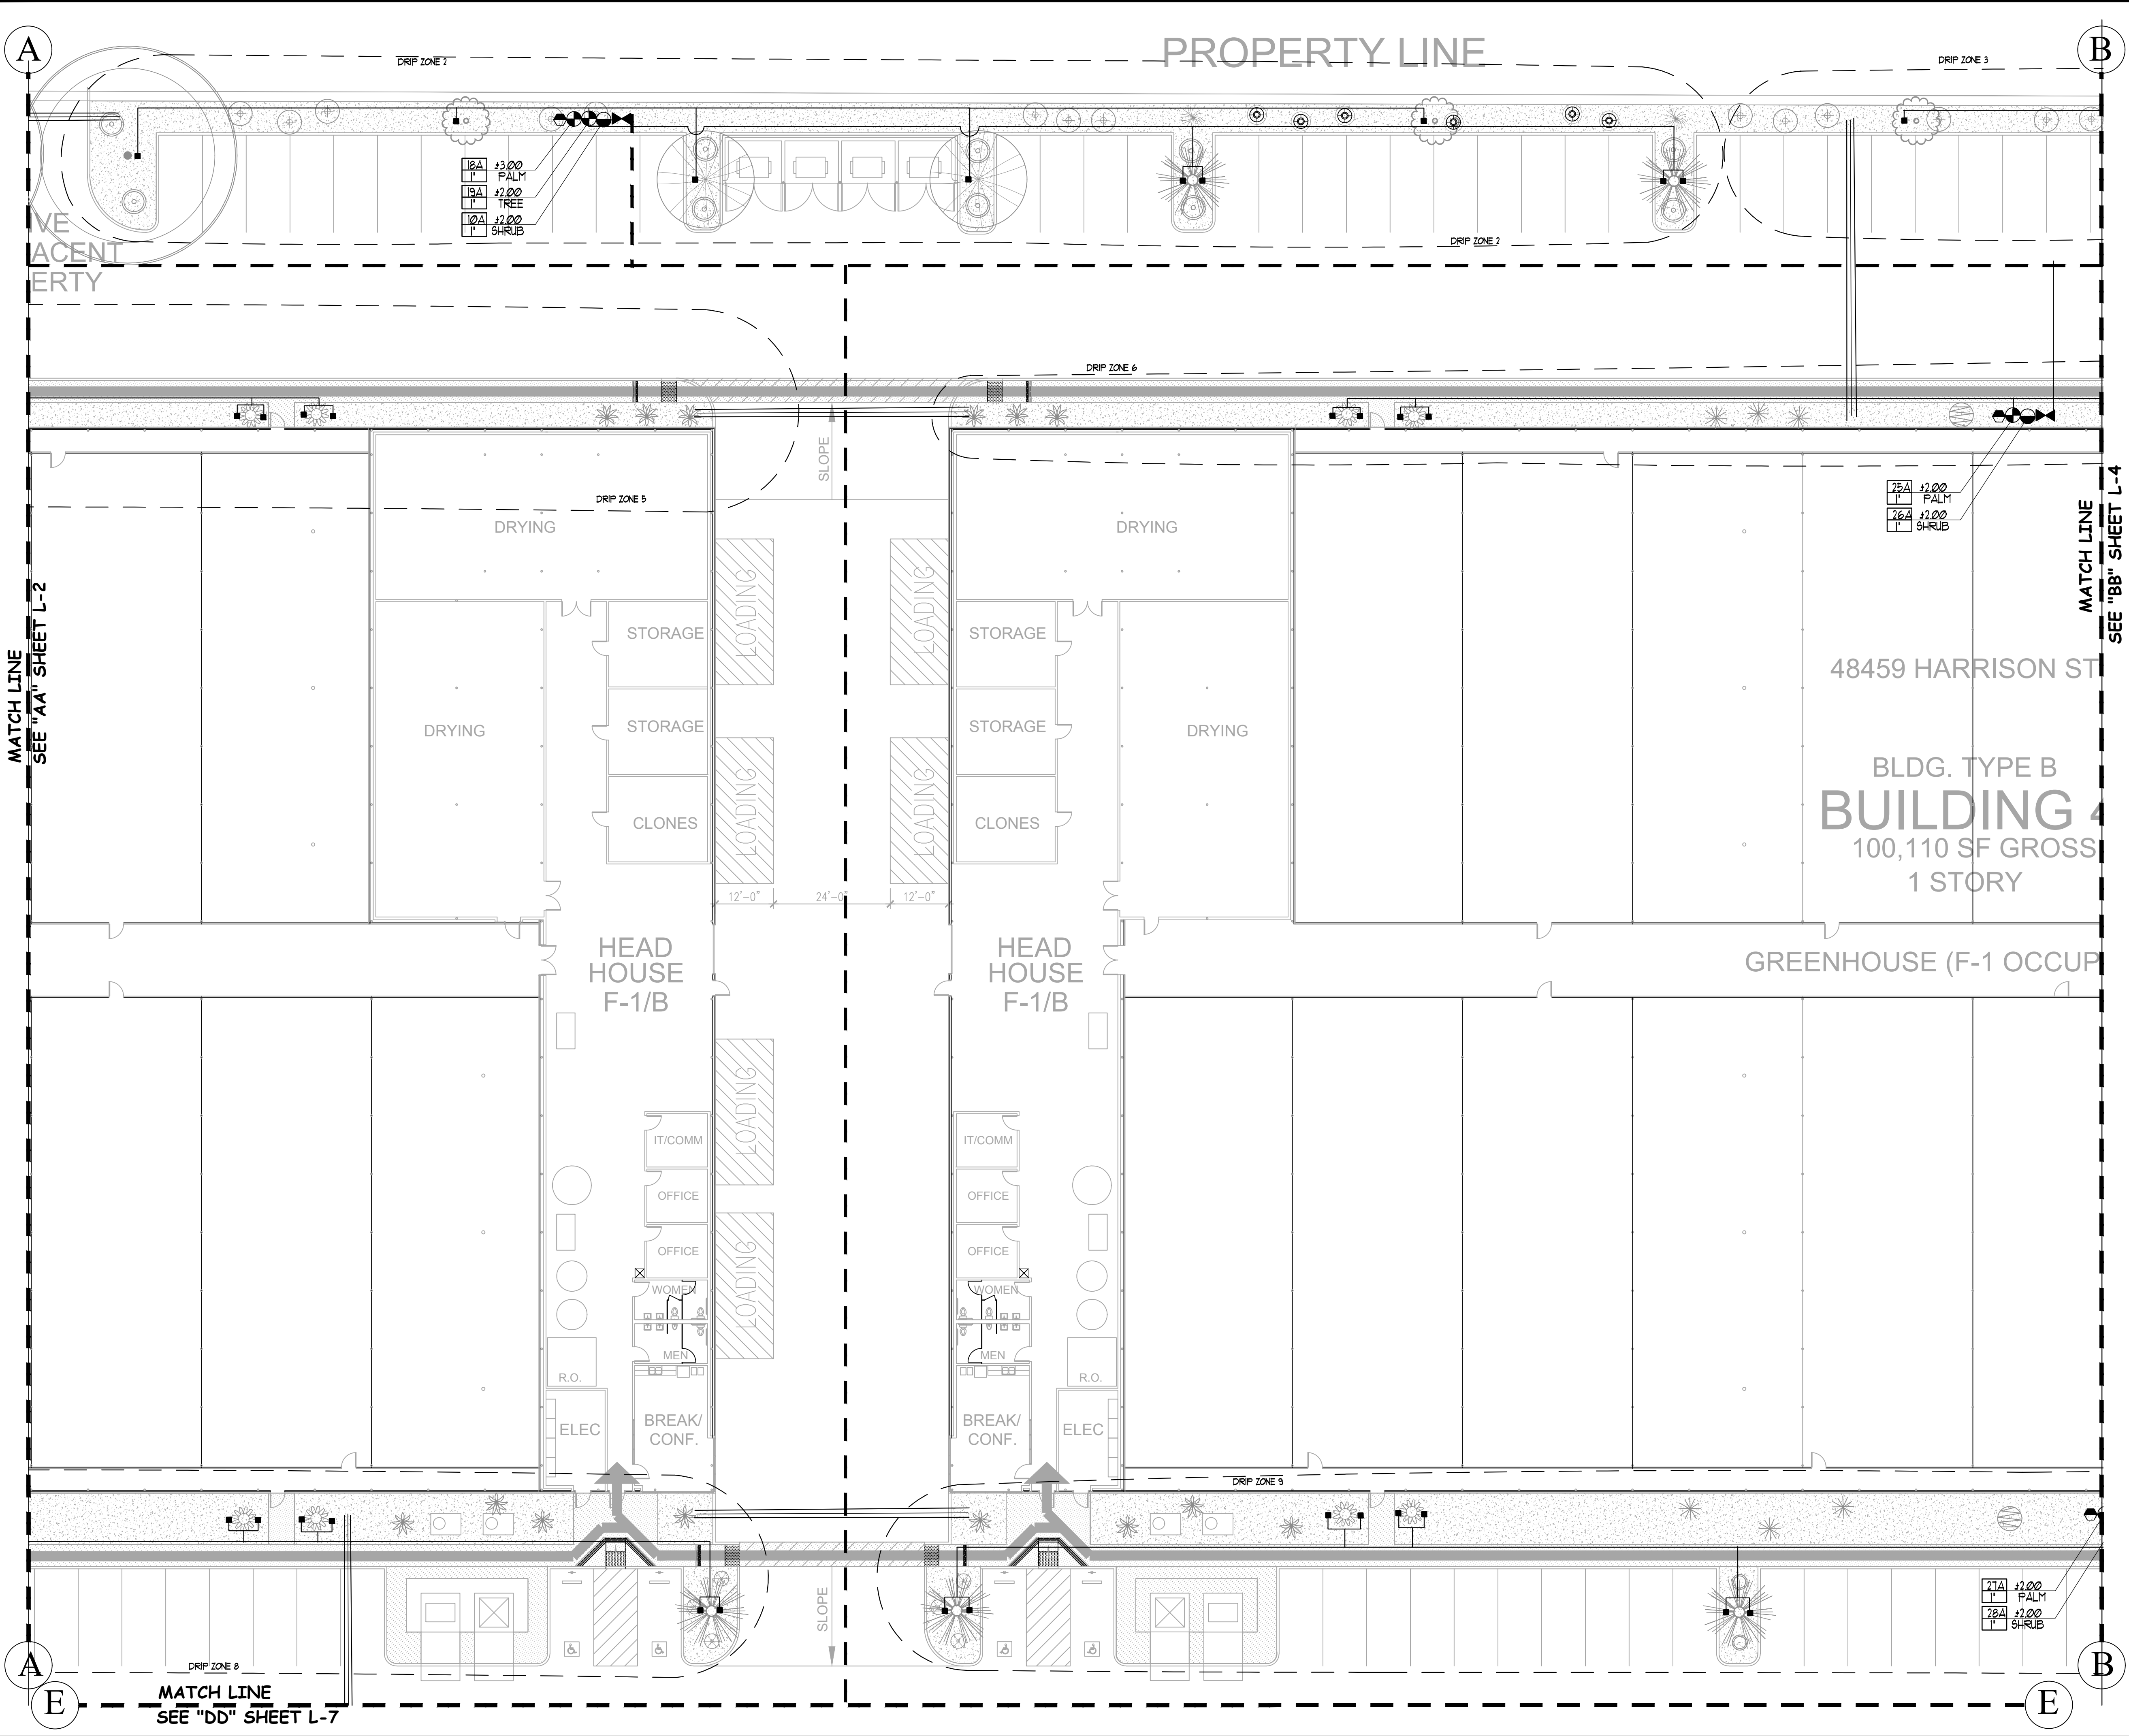 A
B
PROPERTY LINE
DRIP ZONE 2
DRIP ZONE 3
18A ±3.00
1" PALM
19A ±2.00
1" TREE
10A ±2.00
1" SHRUB
VE
ACENT
ERTY
DRIP ZONE 2
DRIP ZONE 6
SLOPE
DRIP ZONE 5
25A ±2.00
1" PALM
26A ±2.00
1" SHRUB
MATCH LINE
SEE "AA" SHEET L-2
MATCH LINE
SEE "BB" SHEET L-4
DRYING
DRYING
LOADING
LOADING
STORAGE
STORAGE
48459 HARRISON ST
DRYING
STORAGE
STORAGE
DRYING
BLDG. TYPE B
BUILDING 4
100,110 SF GROSS
1 STORY
LOADING
LOADING
CLONES
CLONES
12'-0"
24'-0"
12'-0"
HEAD
HOUSE
F-1/B
HEAD
HOUSE
F-1/B
GREENHOUSE (F-1 OCCUP
LOADING
IT/COMM
IT/COMM
OFFICE
OFFICE
OFFICE
OFFICE
LOADING
WOMEN
WOMEN
MEN
MEN
R.O.
R.O.
ELEC
BREAK/
CONF.
BREAK/
CONF.
ELEC
DRIP ZONE 9
SLOPE
27A ±2.00
1" PALM
28A ±2.00
1" SHRUB
A
DRIP ZONE 8
B
E
MATCH LINE
SEE "DD" SHEET L-7
E